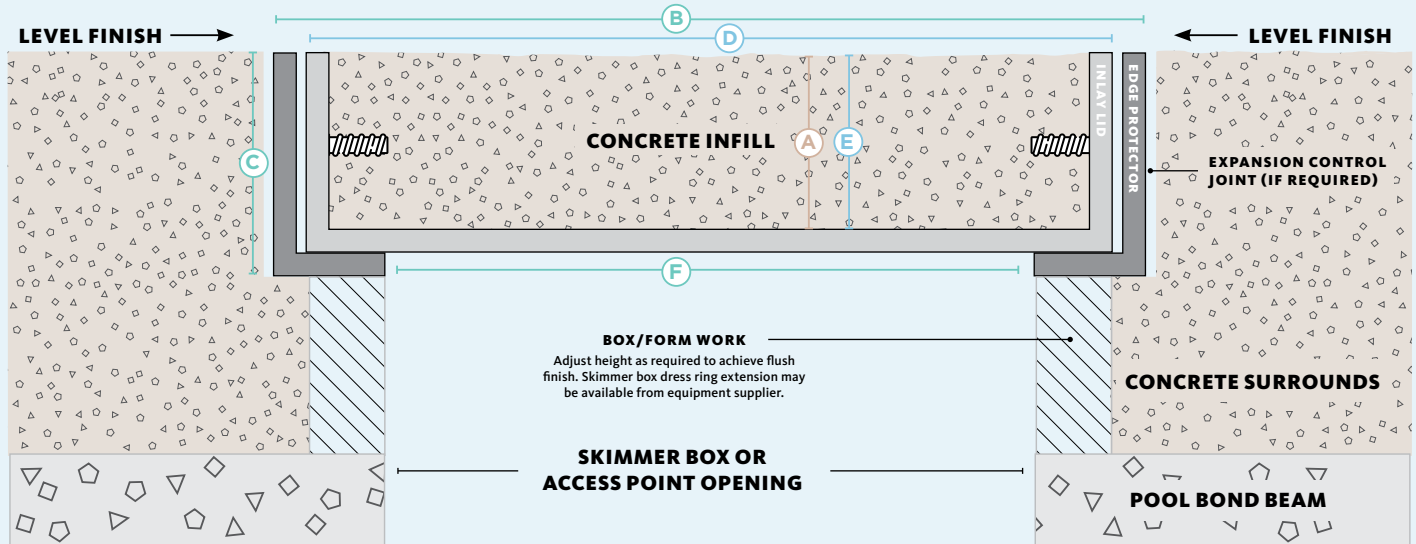 B
LEVEL FINISH
D
LEVEL FINISH
INLAY LID
EDGE PROTECTOR
CONCRETE INFILL
A
E
C
EXPANSION CONTROL
JOINT (IF REQUIRED)
F
BOX/FORM WORK
Adjust height as required to achieve flush
finish. Skimmer box dress ring extension may
be available from equipment supplier.
CONCRETE SURROUNDS
SKIMMER BOX OR
ACCESS POINT OPENING
POOL BOND BEAM